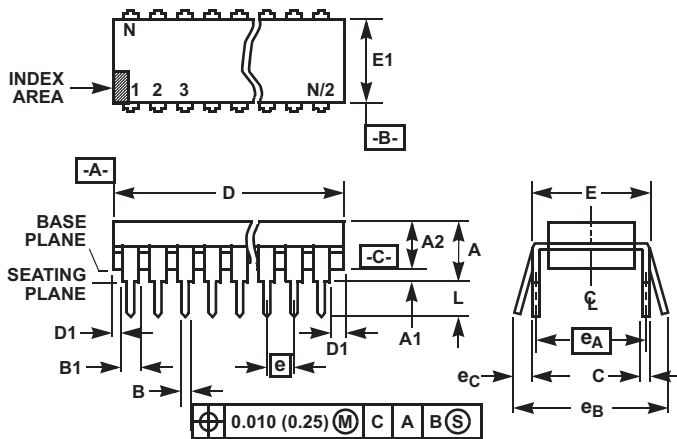 N
E1
INDEX
AREA
1 2 3 N/2
-B-
-A-
D
E
BASE
PLANE
A2
A
-C-
SEATING
PLANE
L
D1
A1
D1
B1
e
eA
B
eC
C
eB
0.010 (0.25) M C A B S
CL